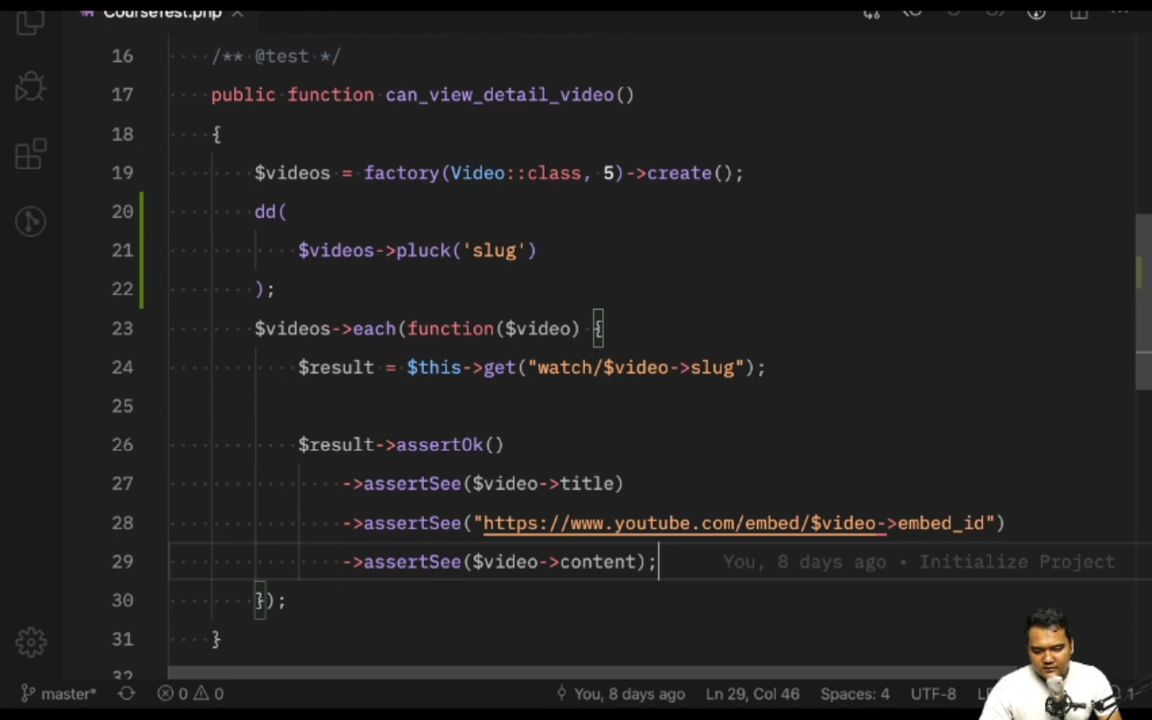 CourseTest.php
16 /** @test */
17 public function can_view_detail_video()
18 {
19 $videos = factory(Video::class, 5)->create();
20 dd(
21 $videos->pluck('slug')
22 );
23 $videos->each(function($video) {
24 $result = $this->get("watch/$video->slug");
25
26 $result->assertOk()
27 ->assertSee($video->title)
28 ->assertSee("https://www.youtube.com/embed/$video->embed_id")
29 ->assertSee($video->content); You, 8 days ago • Initialize Project
30 });
31 }
32
master* 0 0 You, 8 days ago Ln 29, Col 46 Spaces: 4 UTF-8 1